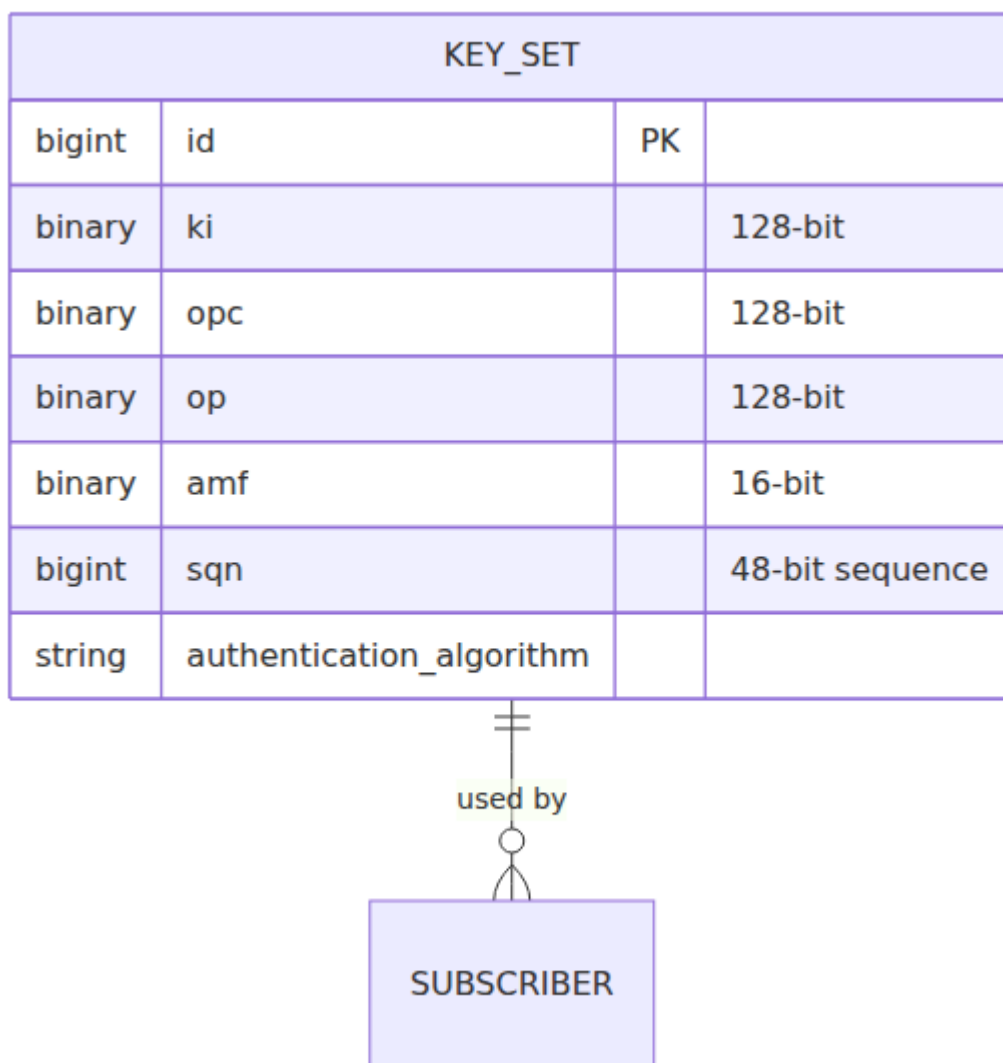 KEY_SET
bigint id PK
binary ki 128-bit
binary opc 128-bit
binary op 128-bit
binary amf 16-bit
bigint sqn 48-bit sequence
string authentication_algorithm
used by
SUBSCRIBER